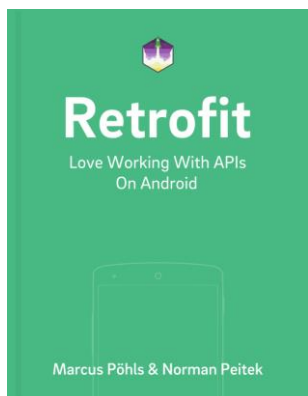 Retrofit
Love Working With APIs
On Android
Marcus Pöhls & Norman Peitek